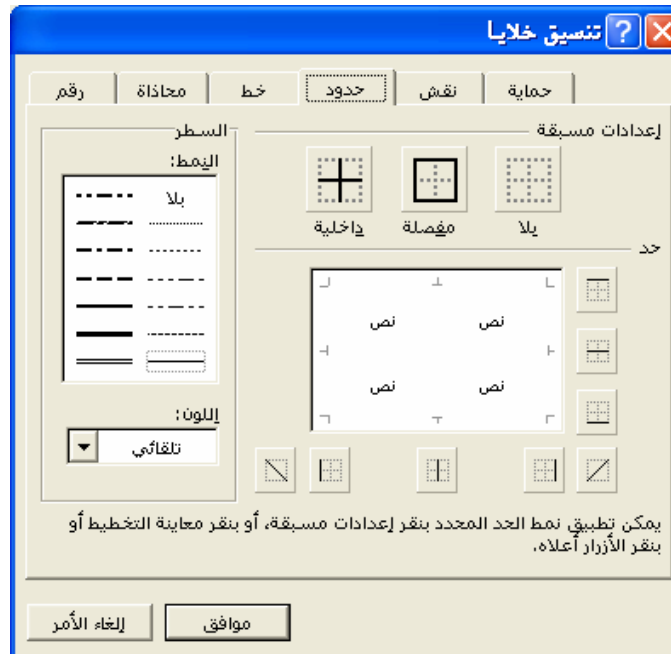 تنسيق خلايا
رقم
محاذاة
خط
حدود
نقش
حماية
إعدادات مسبقة
بلا
مفصلة
داخلية
حد
نص
نص
نص
نص
السطر
النمط:
بلا
اللون:
تلقائي
يمكن تطبيق نمط الحد المحدد بنقر إعدادات مسبقة، أو بنقر معاينة التخطيط أو
بنقر الأزرار أعلاه.
موافق
إلغاء الأمر